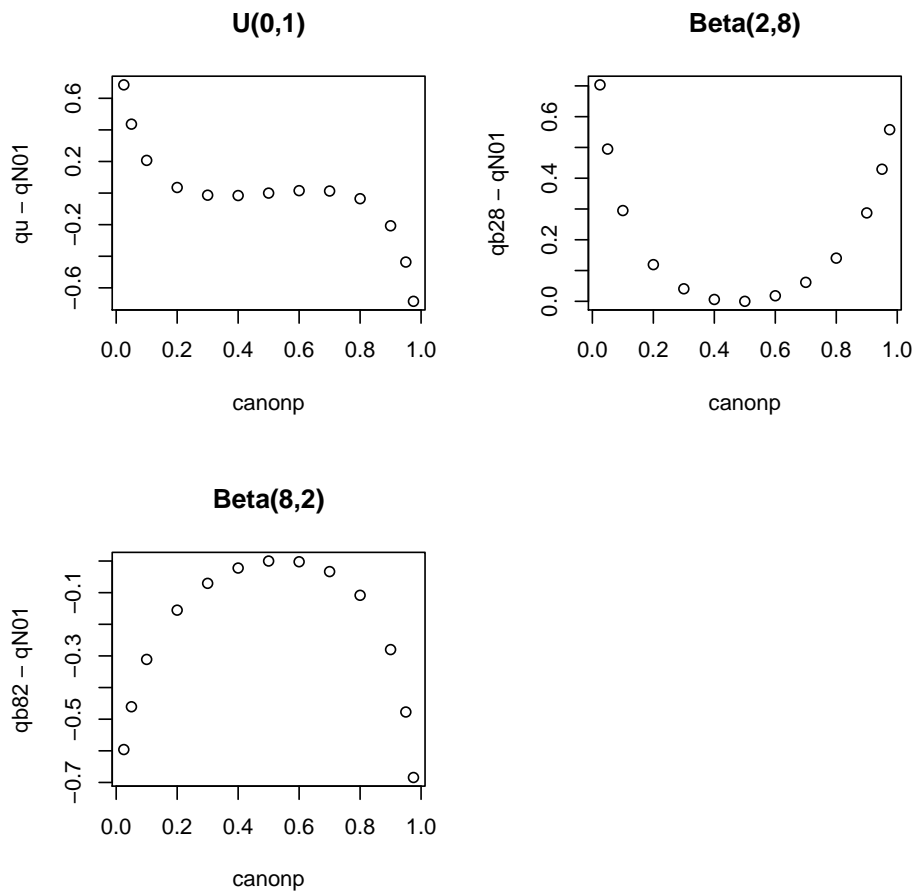 U(0,1)
qu − qN01
0.6
0.2
−0.2
−0.6
0.0 0.2 0.4 0.6 0.8 1.0
canonp
Beta(2,8)
qb28 − qN01
0.6
0.4
0.2
0.0
0.0 0.2 0.4 0.6 0.8 1.0
canonp
Beta(8,2)
qb82 − qN01
−0.1
−0.3
−0.5
−0.7
0.0 0.2 0.4 0.6 0.8 1.0
canonp